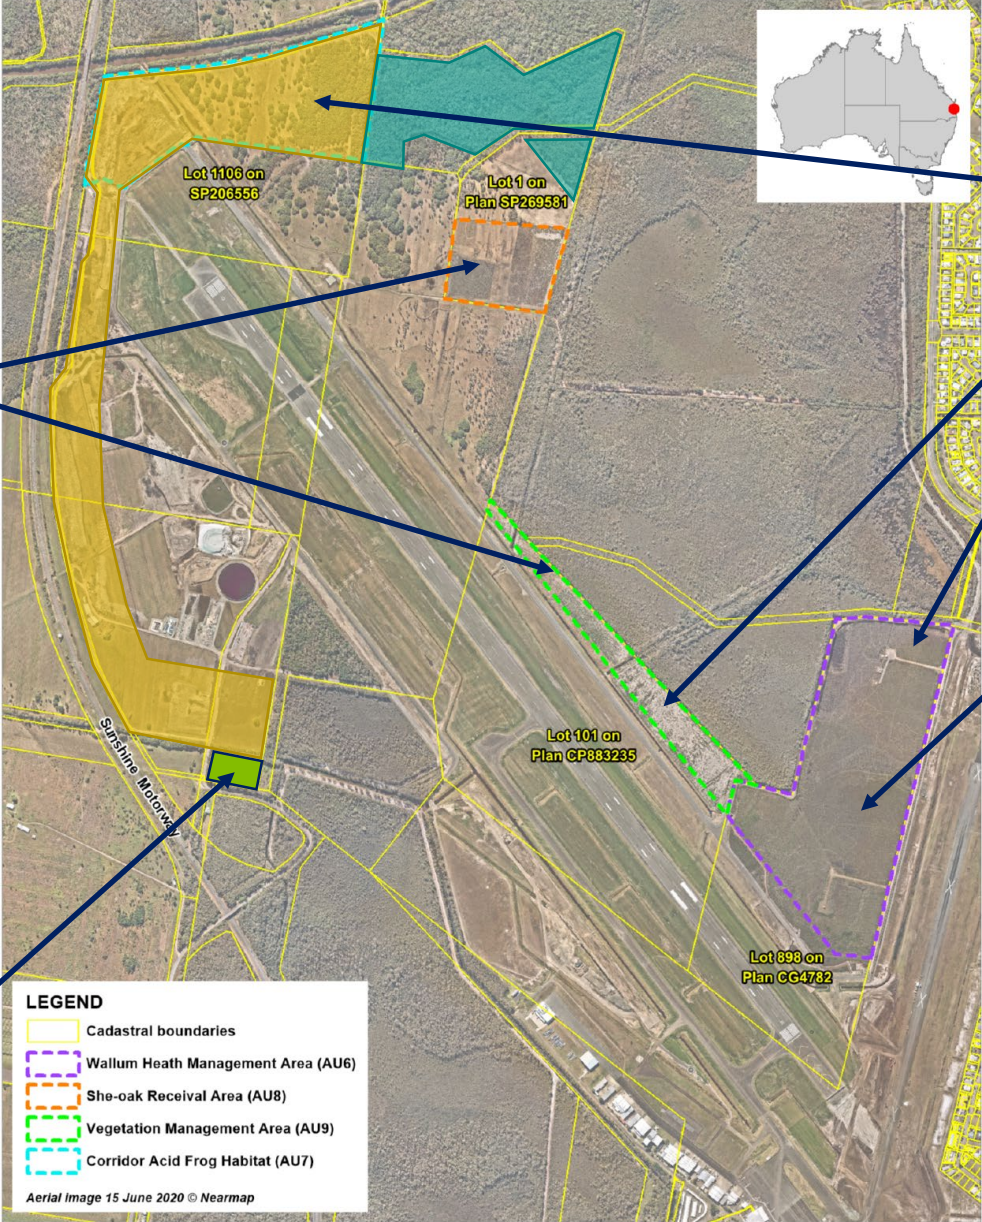 Lot 1106 on
SP206556
Lot 1 on
Plan SP269581
Lot 101 on
Plan CP883235
Sunshine Motorway
Lot 898 on
Plan CG4782
LEGEND
Cadastral boundaries
Wallum Heath Management Area (AU6)
She-oak Receival Area (AU8)
Vegetation Management Area (AU9)
Corridor Acid Frog Habitat (AU7)
Aerial image 15 June 2020 © Nearmap